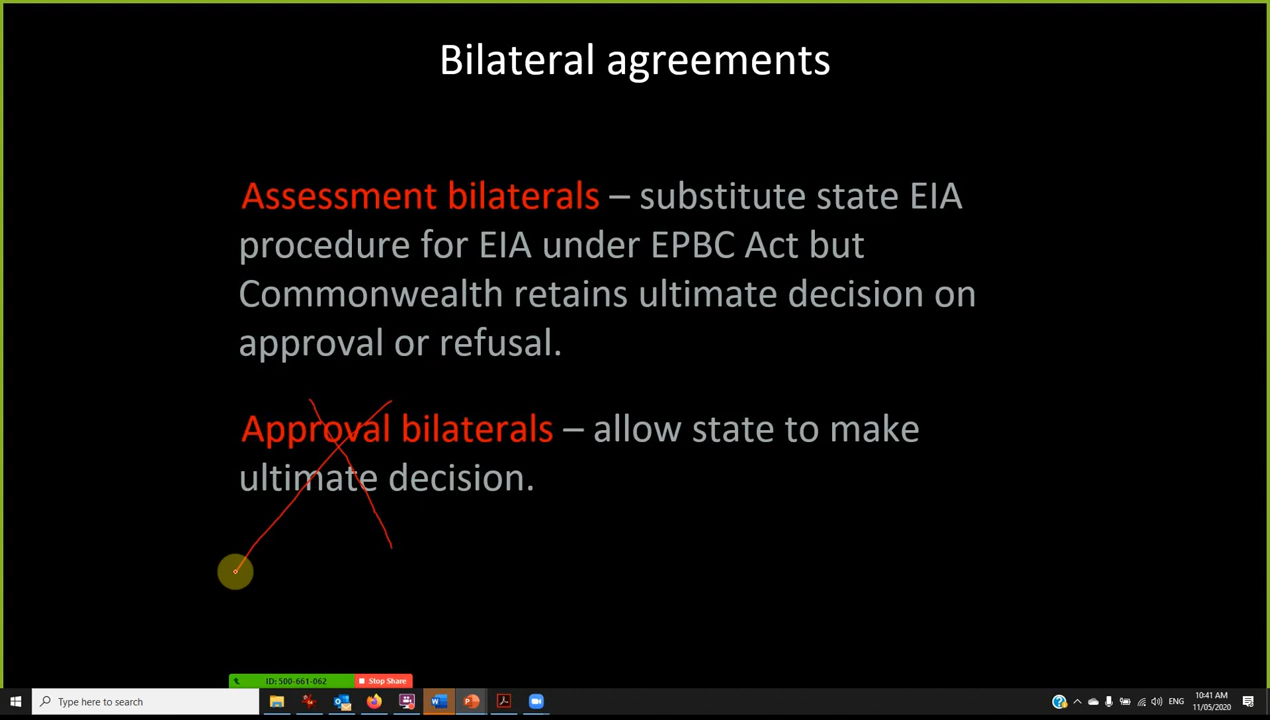 Bilateral agreements
Assessment bilaterals – substitute state EIA
procedure for EIA under EPBC Act but
Commonwealth retains ultimate decision on
approval or refusal.
Approval bilaterals – allow state to make
ultimate decision.
ID: 500-661-062
Stop Share
Type here to search
ENG
10:41 AM
11/05/2020